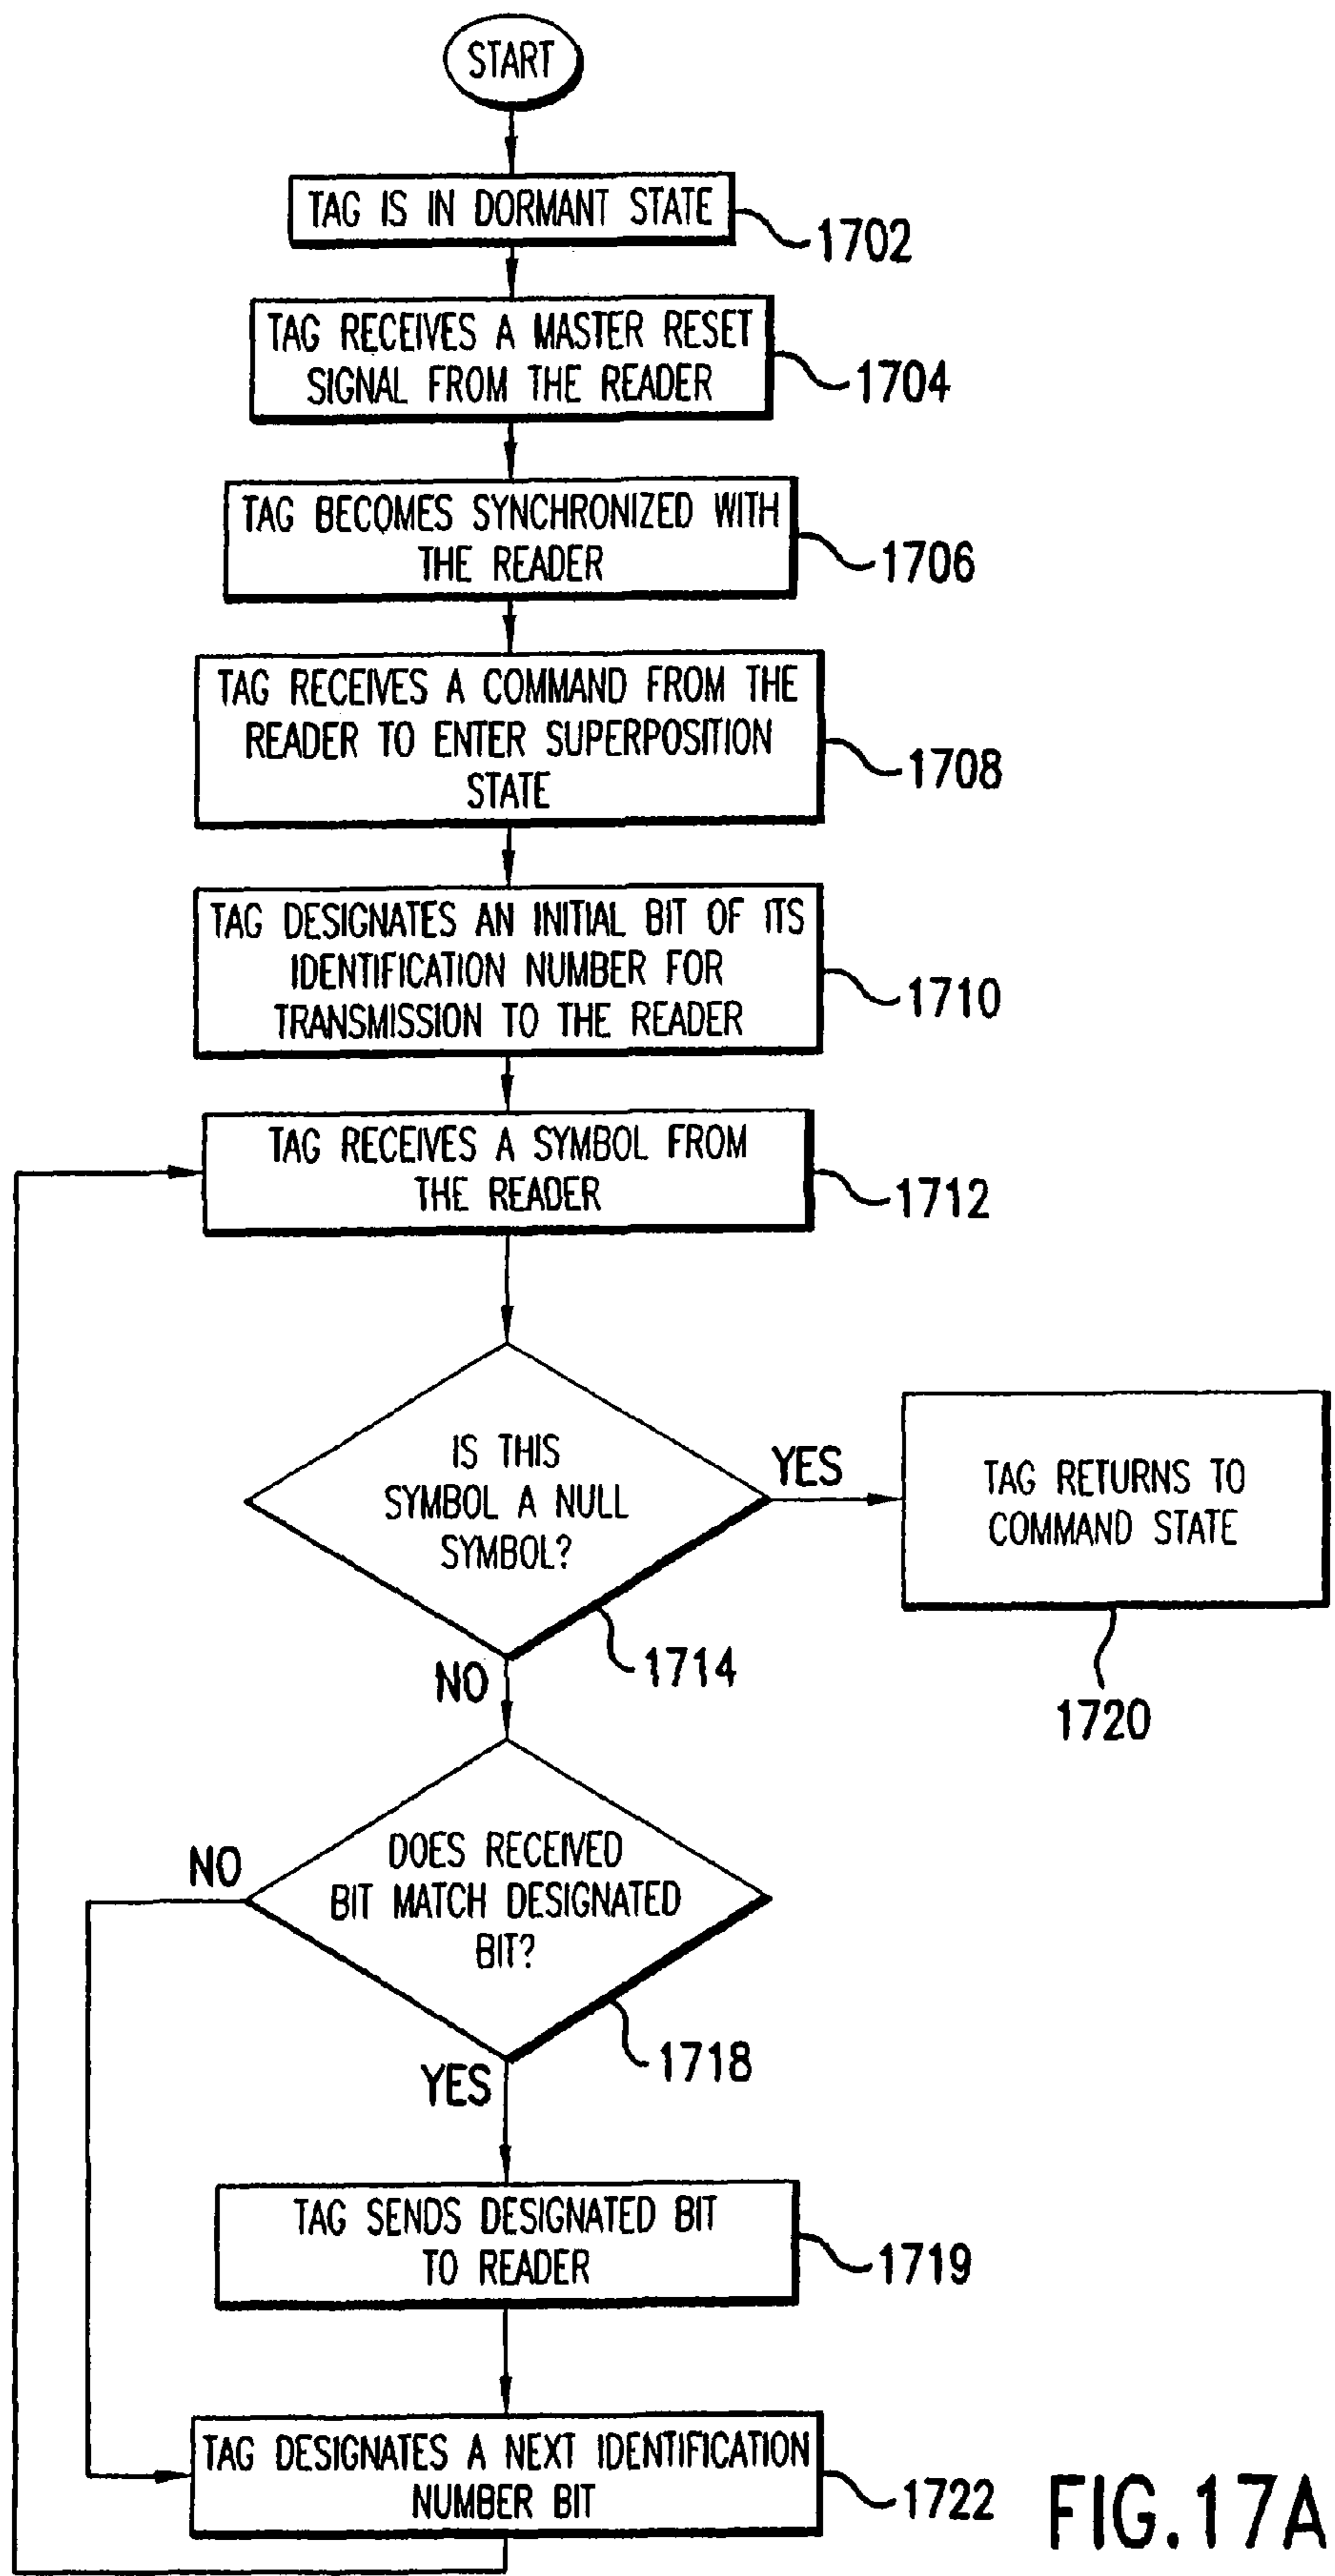 START
TAG IS IN DORMANT STATE
1702
TAG RECEIVES A MASTER RESET
SIGNAL FROM THE READER
1704
TAG BECOMES SYNCHRONIZED WITH
THE READER
1706
TAG RECEIVES A COMMAND FROM THE
READER TO ENTER SUPERPOSITION
STATE
1708
TAG DESIGNATES AN INITIAL BIT OF ITS
IDENTIFICATION NUMBER FOR
TRANSMISSION TO THE READER
1710
TAG RECEIVES A SYMBOL FROM
THE READER
1712
IS THIS
SYMBOL A NULL
SYMBOL?
1714
YES
TAG RETURNS TO
COMMAND STATE
1720
NO
DOES RECEIVED
BIT MATCH DESIGNATED
BIT?
1718
NO
YES
TAG SENDS DESIGNATED BIT
TO READER
1719
TAG DESIGNATES A NEXT IDENTIFICATION
NUMBER BIT
1722
FIG.17A